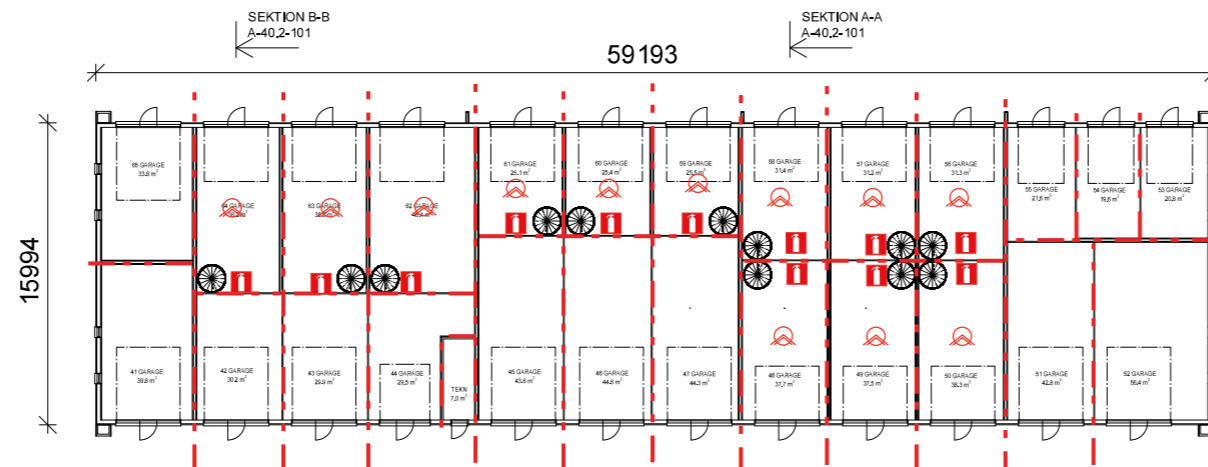 SEKTION B-B
A-40.2-101
SEKTION A-A
A-40.2-101
59193
15994
65 GARAGE
33,8 m²
64 GARAGE
63 GARAGE
62 GARAGE
61 GARAGE
25,1 m²
60 GARAGE
25,4 m²
59 GARAGE
25,5 m²
58 GARAGE
31,4 m²
57 GARAGE
31,2 m²
56 GARAGE
31,3 m²
55 GARAGE
21,6 m²
54 GARAGE
19,6 m²
53 GARAGE
20,8 m²
41 GARAGE
39,8 m²
42 GARAGE
30,2 m²
43 GARAGE
29,9 m²
44 GARAGE
29,5 m²
TEKN
7,0 m²
45 GARAGE
43,8 m²
46 GARAGE
44,8 m²
47 GARAGE
44,3 m²
48 GARAGE
37,7 m²
49 GARAGE
37,5 m²
50 GARAGE
38,3 m²
51 GARAGE
42,8 m²
52 GARAGE
56,4 m²